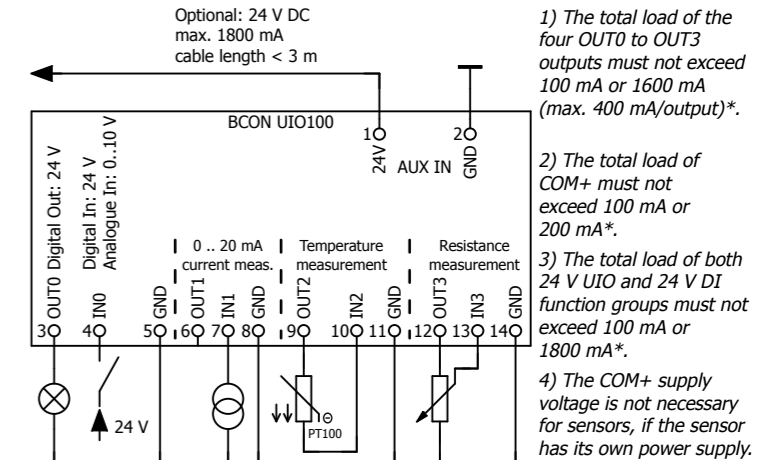 Optional: 24 V DC
max. 1800 mA
cable length < 3 m
BCON UIO100
1
2
24V
AUX IN
GND
OUT0 Digital Out: 24 V
Digital In: 24 V
IN0 Analogue In: 0..10 V
GND
0 .. 20 mA
current meas.
OUT1
IN1
GND
Temperature
measurement
OUT2
IN2
GND
Resistance
measurement
OUT3
IN3
GND
3 4 5 6 7 8 9 10 11 12 13 14
24 V
Θ
PT100
1) The total load of the
four OUT0 to OUT3
outputs must not exceed
100 mA or 1600 mA
(max. 400 mA/output)*.
2) The total load of
COM+ must not
exceed 100 mA or
200 mA*.
3) The total load of both
24 V UIO and 24 V DI
function groups must not
exceed 100 mA or
1800 mA*.
4) The COM+ supply
voltage is not necessary
for sensors, if the sensor
has its own power supply.